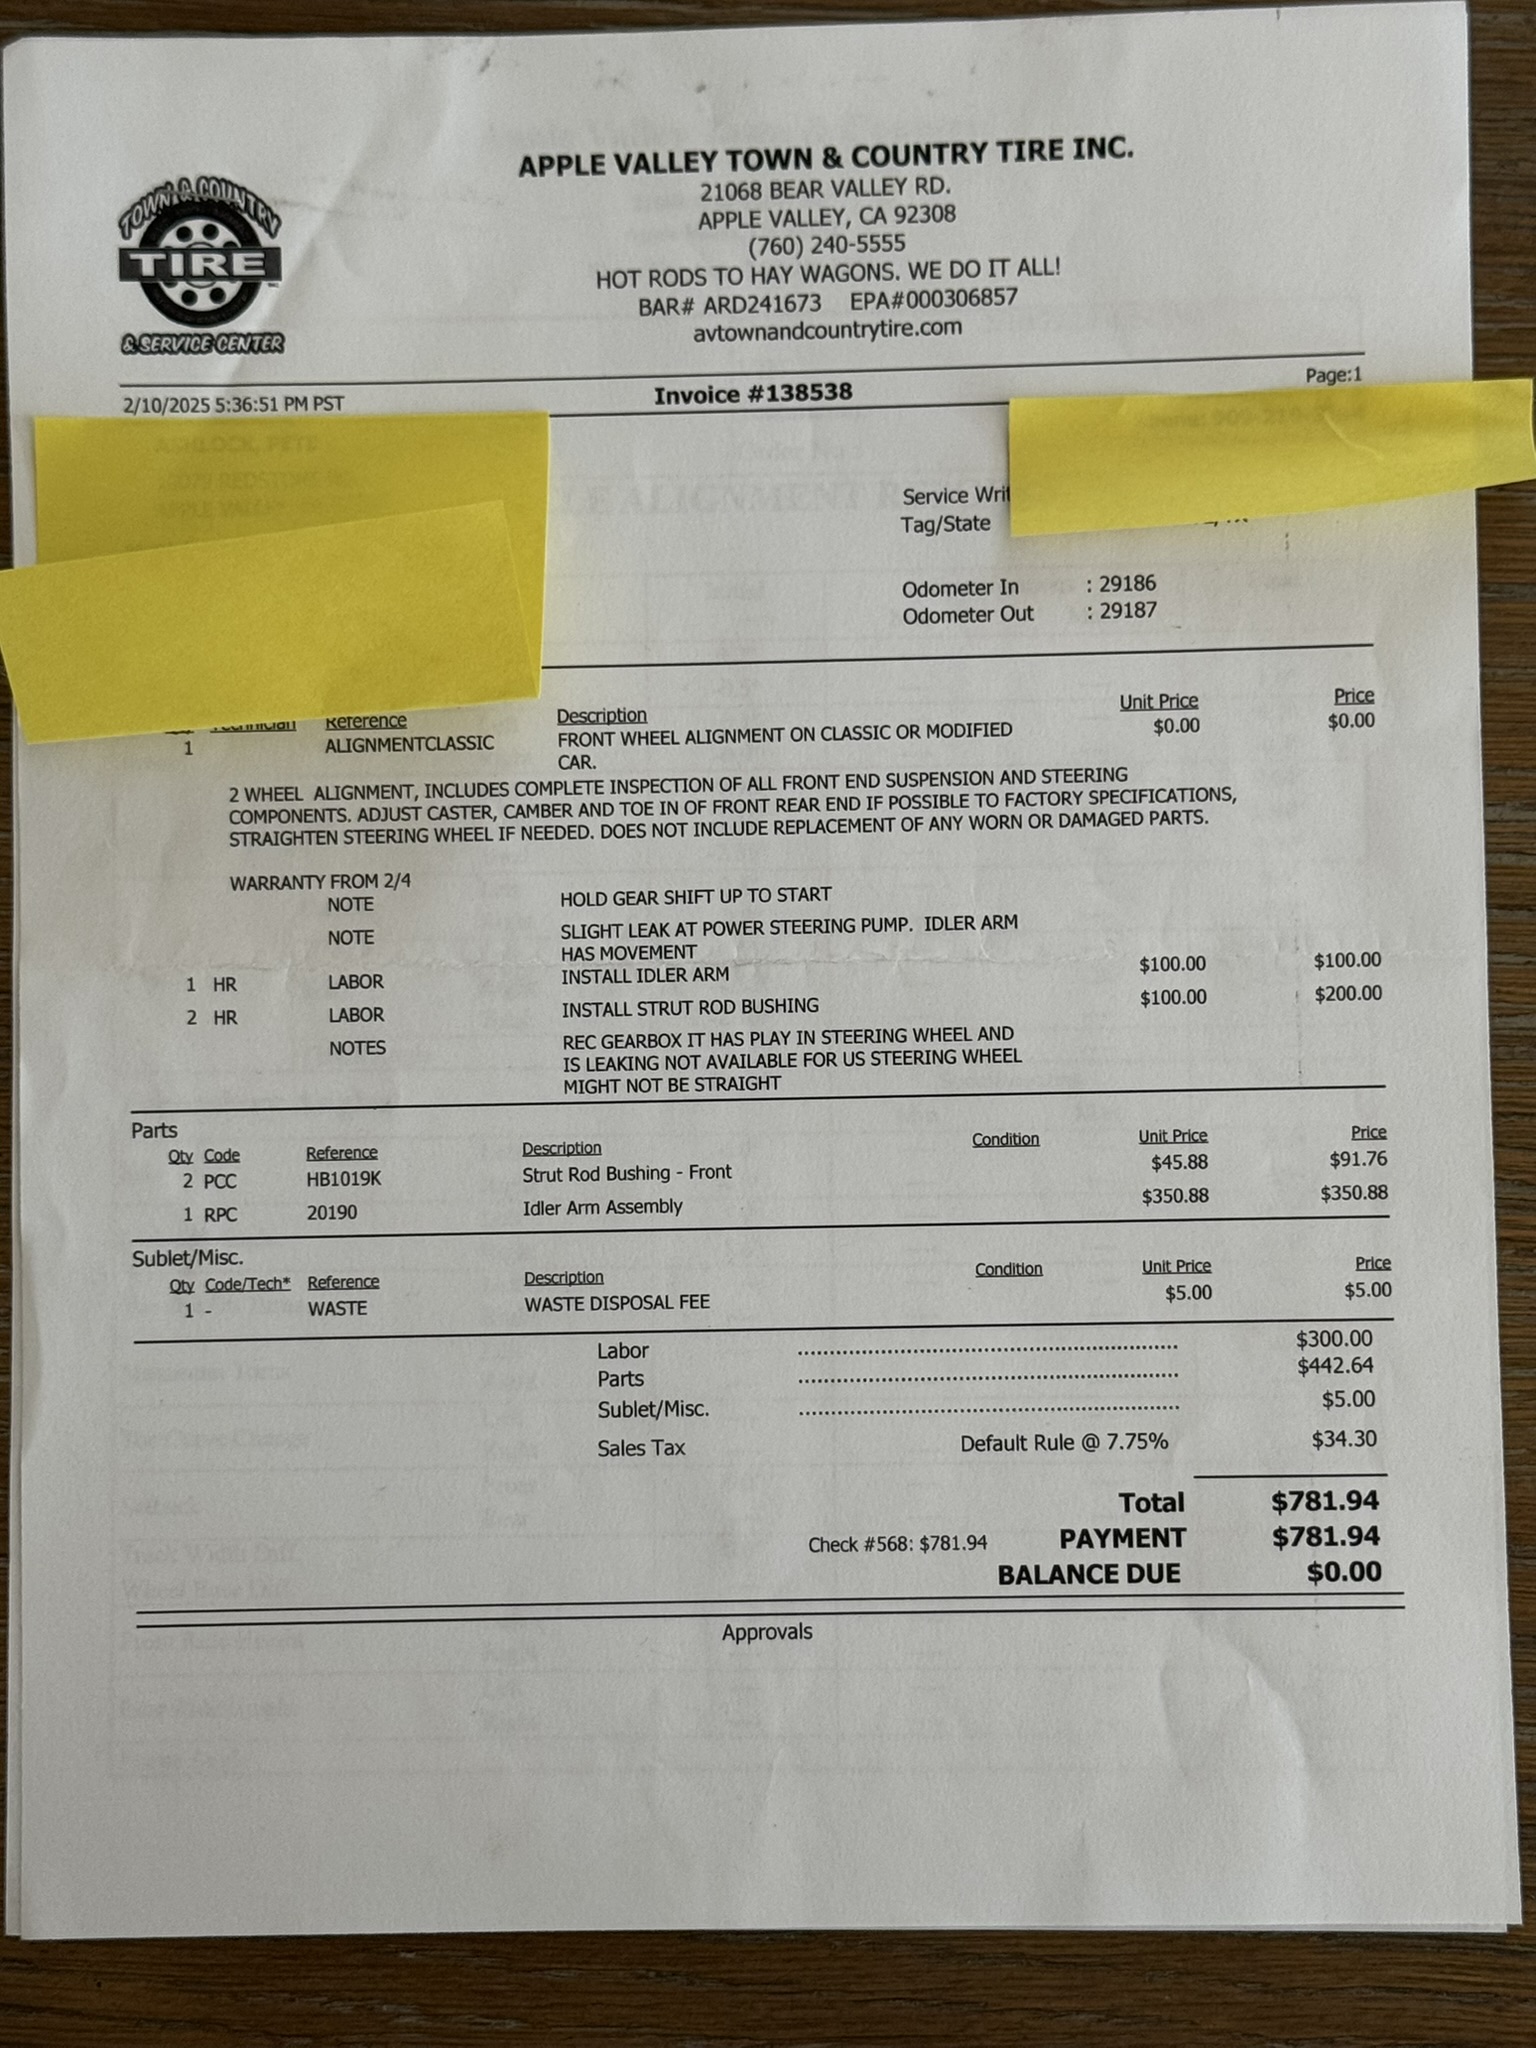 TOWN & COUNTRY
TIRE
& SERVICE CENTER
APPLE VALLEY TOWN & COUNTRY TIRE INC.
21068 BEAR VALLEY RD.
APPLE VALLEY, CA 92308
(760) 240-5555
HOT RODS TO HAY WAGONS. WE DO IT ALL!
BAR# ARD241673 EPA#000306857
avtownandcountrytire.com
2/10/2025 5:36:51 PM PST Invoice #138538 Page:1
Service Writ
Tag/State
Odometer In : 29186
Odometer Out : 29187
Technician Reference Description Unit Price Price
1 ALIGNMENTCLASSIC FRONT WHEEL ALIGNMENT ON CLASSIC OR MODIFIED $0.00 $0.00
CAR.
2 WHEEL ALIGNMENT, INCLUDES COMPLETE INSPECTION OF ALL FRONT END SUSPENSION AND STEERING
COMPONENTS. ADJUST CASTER, CAMBER AND TOE IN OF FRONT REAR END IF POSSIBLE TO FACTORY SPECIFICATIONS,
STRAIGHTEN STEERING WHEEL IF NEEDED. DOES NOT INCLUDE REPLACEMENT OF ANY WORN OR DAMAGED PARTS.
WARRANTY FROM 2/4
NOTE HOLD GEAR SHIFT UP TO START
NOTE SLIGHT LEAK AT POWER STEERING PUMP. IDLER ARM
HAS MOVEMENT
1 HR LABOR INSTALL IDLER ARM $100.00 $100.00
2 HR LABOR INSTALL STRUT ROD BUSHING $100.00 $200.00
NOTES REC GEARBOX IT HAS PLAY IN STEERING WHEEL AND
IS LEAKING NOT AVAILABLE FOR US STEERING WHEEL
MIGHT NOT BE STRAIGHT
Parts
Qty Code Reference Description Condition Unit Price Price
2 PCC HB1019K Strut Rod Bushing - Front $45.88 $91.76
1 RPC 20190 Idler Arm Assembly $350.88 $350.88
Sublet/Misc.
Qty Code/Tech* Reference Description Condition Unit Price Price
1 - WASTE WASTE DISPOSAL FEE $5.00 $5.00
Labor ........................................................ $300.00
Parts ........................................................ $442.64
Sublet/Misc. ........................................................ $5.00
Sales Tax Default Rule @ 7.75% $34.30
Total $781.94
Check #568: $781.94 PAYMENT $781.94
BALANCE DUE $0.00
Approvals